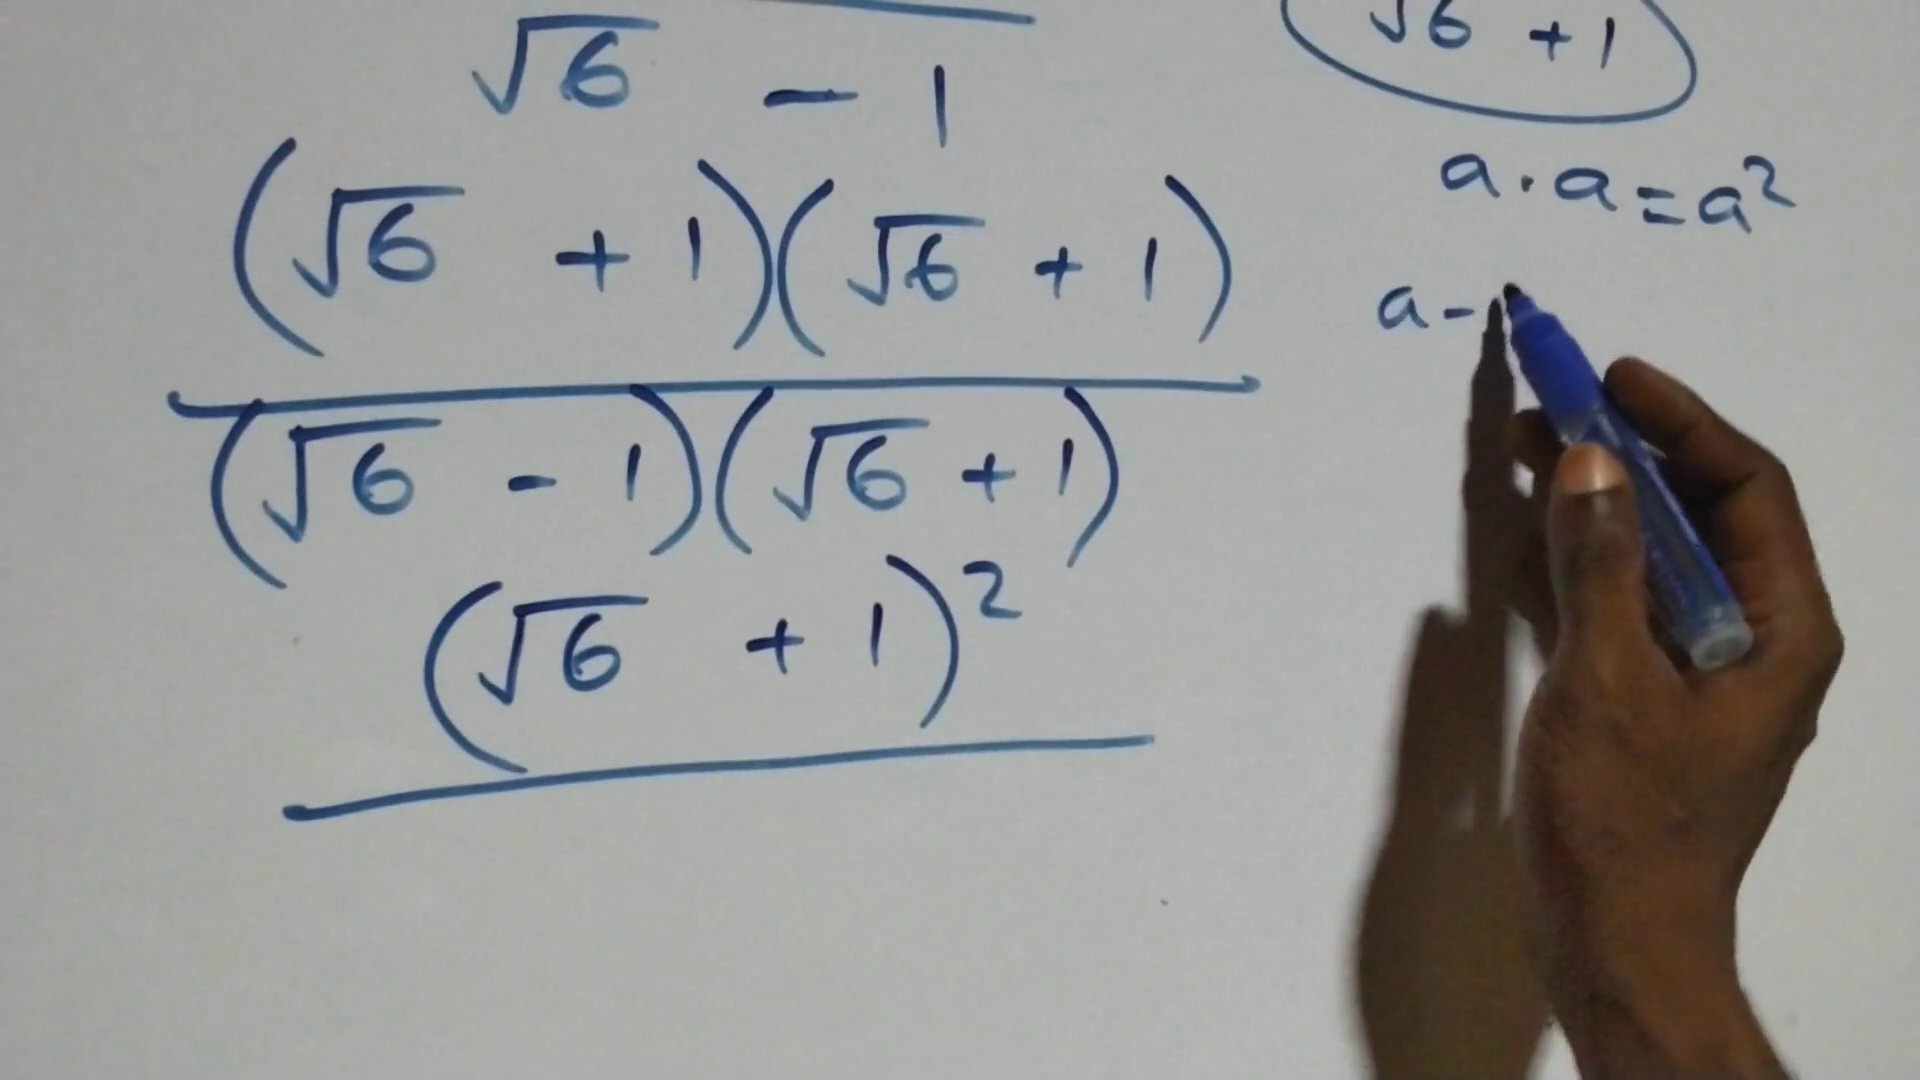 √6 - 1
(√6 + 1)(√6 + 1)
(√6 - 1)(√6 + 1)
(√6 + 1)²
√6 + 1
a · a = a²
a -